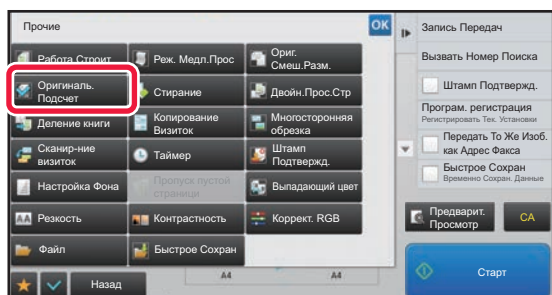 Прочие
OK
Работа Строит
Реж. Медл.Прос
Ориг.
Смеш.Разм.
Оригиналь.
Подсчет
Стирание
Двойн.Прос.Стр
Деление книги
Копирование
Визиток
Многосторонняя
обрезка
Сканир-ние
визиток
Таймер
Штамп
Подтвержд.
Настройка Фона
Пропуск пустой
страници
Выпадающий цвет
AA Резкость
Контрастность
Коррект. RGB
Файл
Быстрое Сохран
Назад
A4
A4
Запись Передач
Вызвать Номер Поиска
Штамп Подтвержд.
Програм. регистрация
Регистрировать Тек. Установки
Передать То Же Изоб.
как Адрес Факса
Быстрое Сохран
Временно Сохран. Данные
Предварит.
Просмотр
CA
Старт